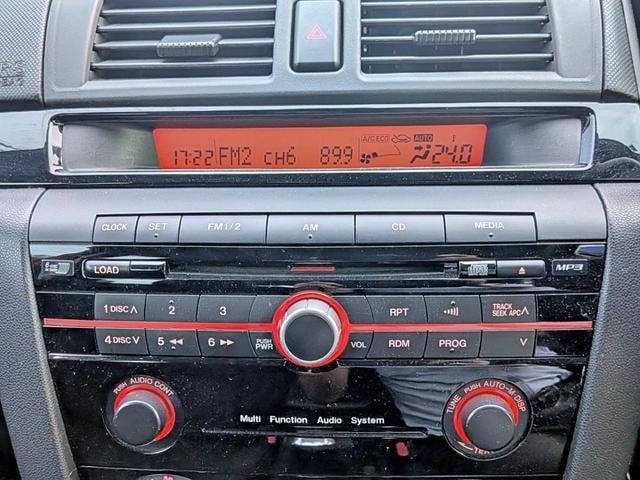 17:22 FM2 CH6 89.9 A/C ECO AUTO 24.0
CLOCK SET FM1/2 AM CD MEDIA
LOAD MP3
1 DISC ∧ 2 3 RPT TRACK SEEK APC ∧
4 DISC ∨ 5 ◀◀ 6 ▶▶ PUSH PWR VOL RDM PROG ∨
PUSH AUDIO CONT
PUSH AUTO-M DISP
TUNE
Multi Function Audio System